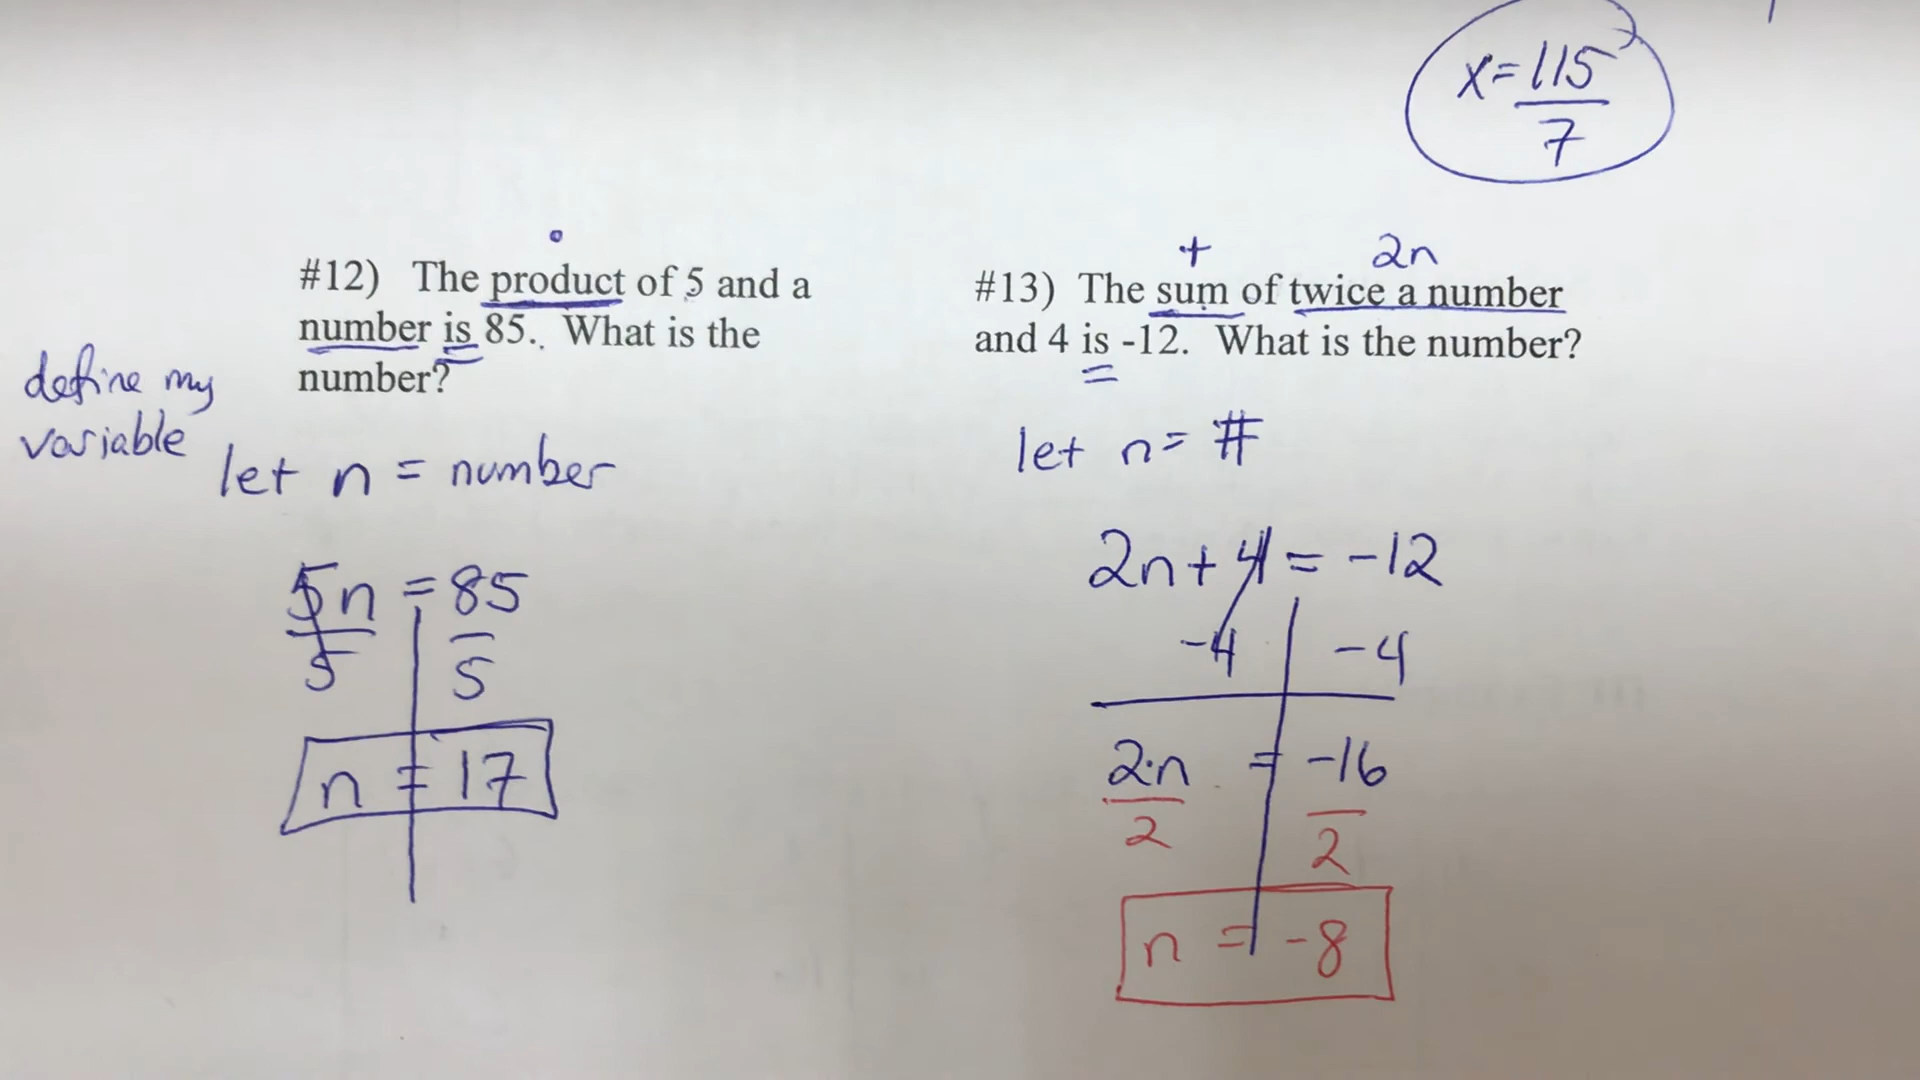 x = 115
7
•
#12) The product of 5 and a
number is 85. What is the
number?
=
define my
variable
let n = number
5n = 85
5 5
n = 17
+ 2n
#13) The sum of twice a number
and 4 is -12. What is the number?
=
let n = #
2n + 4 = -12
-4 -4
2·n = -16
2 2
n = -8